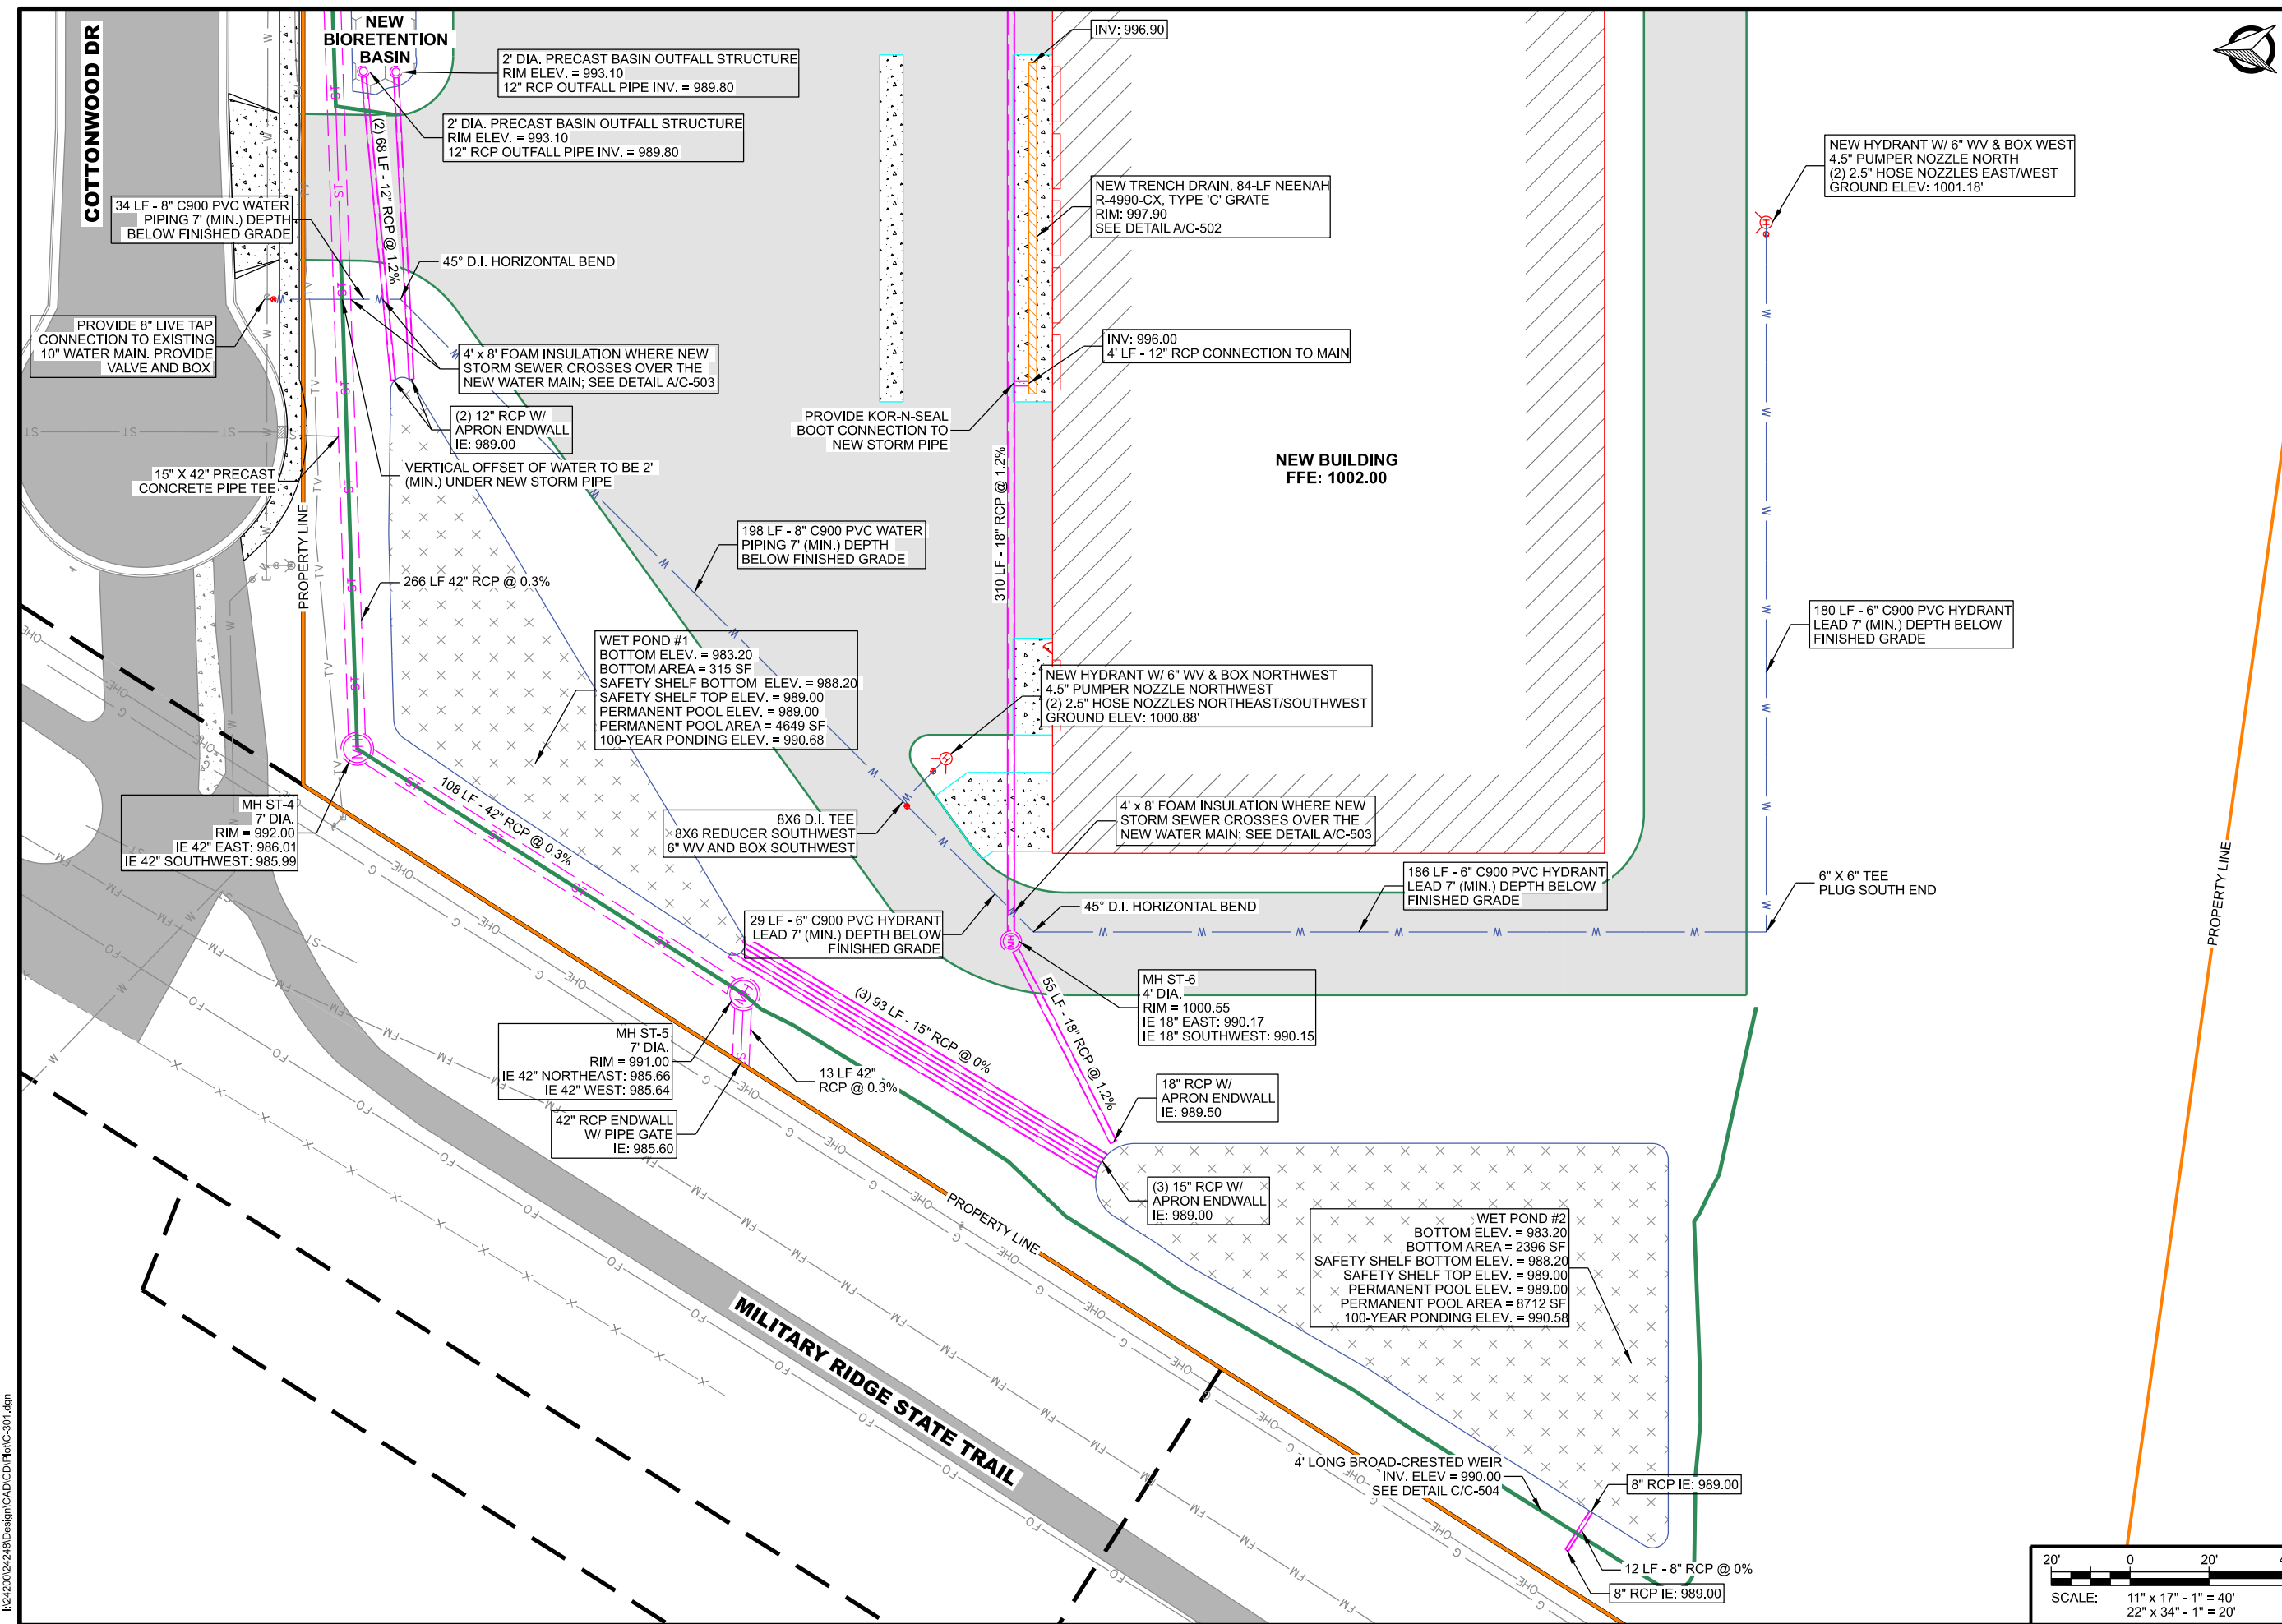 COTTONWOOD DR
NEW
BIORETENTION
BASIN
2' DIA. PRECAST BASIN OUTFALL STRUCTURE
RIM ELEV. = 993.10
12" RCP OUTFALL PIPE INV. = 989.80
2' DIA. PRECAST BASIN OUTFALL STRUCTURE
RIM ELEV. = 993.10
12" RCP OUTFALL PIPE INV. = 989.80
(2) 68 LF - 12" RCP @ 1.2%
34 LF - 8" C900 PVC WATER
PIPING 7' (MIN.) DEPTH
BELOW FINISHED GRADE
45° D.I. HORIZONTAL BEND
PROVIDE 8" LIVE TAP
CONNECTION TO EXISTING
10" WATER MAIN. PROVIDE
VALVE AND BOX
4' x 8' FOAM INSULATION WHERE NEW
STORM SEWER CROSSES OVER THE
NEW WATER MAIN; SEE DETAIL A/C-503
(2) 12" RCP W/
APRON ENDWALL
IE: 989.00
VERTICAL OFFSET OF WATER TO BE 2'
(MIN.) UNDER NEW STORM PIPE
15" X 42" PRECAST
CONCRETE PIPE TEE
PROPERTY LINE
266 LF 42" RCP @ 0.3%
198 LF - 8" C900 PVC WATER
PIPING 7' (MIN.) DEPTH
BELOW FINISHED GRADE
INV: 996.90
NEW TRENCH DRAIN, 84-LF NEENAH
R-4990-CX, TYPE 'C' GRATE
RIM: 997.90
SEE DETAIL A/C-502
INV: 996.00
4' LF - 12" RCP CONNECTION TO MAIN
PROVIDE KOR-N-SEAL
BOOT CONNECTION TO
NEW STORM PIPE
310 LF - 18" RCP @ 1.2%
NEW BUILDING
FFE: 1002.00
NEW HYDRANT W/ 6" WV & BOX WEST
4.5" PUMPER NOZZLE NORTH
(2) 2.5" HOSE NOZZLES EAST/WEST
GROUND ELEV: 1001.18'
180 LF - 6" C900 PVC HYDRANT
LEAD 7' (MIN.) DEPTH BELOW
FINISHED GRADE
WET POND #1
BOTTOM ELEV. = 983.20
BOTTOM AREA = 315 SF
SAFETY SHELF BOTTOM  ELEV. = 988.20
SAFETY SHELF TOP ELEV. = 989.00
PERMANENT POOL ELEV. = 989.00
PERMANENT POOL AREA = 4649 SF
100-YEAR PONDING ELEV. = 990.68
NEW HYDRANT W/ 6" WV & BOX NORTHWEST
4.5" PUMPER NOZZLE NORTHWEST
(2) 2.5" HOSE NOZZLES NORTHEAST/SOUTHWEST
GROUND ELEV: 1000.88'
MH ST-4
7' DIA.
RIM = 992.00
IE 42" EAST: 986.01
IE 42" SOUTHWEST: 985.99
108 LF - 42" RCP @ 0.3%
8X6 D.I. TEE
8X6 REDUCER SOUTHWEST
6" WV AND BOX SOUTHWEST
4' x 8' FOAM INSULATION WHERE NEW
STORM SEWER CROSSES OVER THE
NEW WATER MAIN; SEE DETAIL A/C-503
186 LF - 6" C900 PVC HYDRANT
LEAD 7' (MIN.) DEPTH BELOW
FINISHED GRADE
6" X 6" TEE
PLUG SOUTH END
PROPERTY LINE
29 LF - 6" C900 PVC HYDRANT
LEAD 7' (MIN.) DEPTH BELOW
FINISHED GRADE
45° D.I. HORIZONTAL BEND
MH ST-6
4' DIA.
RIM = 1000.55
IE 18" EAST: 990.17
IE 18" SOUTHWEST: 990.15
(3) 93 LF - 15" RCP @ 0%
55 LF - 18" RCP @ 1.2%
MH ST-5
7' DIA.
RIM = 991.00
IE 42" NORTHEAST: 985.66
IE 42" WEST: 985.64
13 LF 42"
RCP @ 0.3%
42" RCP ENDWALL
W/ PIPE GATE
IE: 985.60
18" RCP W/
APRON ENDWALL
IE: 989.50
(3) 15" RCP W/
APRON ENDWALL
IE: 989.00
PROPERTY LINE
WET POND #2
BOTTOM ELEV. = 983.20
BOTTOM AREA = 2396 SF
SAFETY SHELF BOTTOM ELEV. = 988.20
SAFETY SHELF TOP ELEV. = 989.00
PERMANENT POOL ELEV. = 989.00
PERMANENT POOL AREA = 8712 SF
100-YEAR PONDING ELEV. = 990.58
MILITARY RIDGE STATE TRAIL
4' LONG BROAD-CRESTED WEIR
INV. ELEV = 990.00
SEE DETAIL C/C-504
8" RCP IE: 989.00
12 LF - 8" RCP @ 0%
8" RCP IE: 989.00
20' 0 20'
SCALE: 11" x 17" - 1" = 40'
22" x 34" - 1" = 20'
I:\24200\24248\Design\CAD\CD\Plot\C-301.dgn